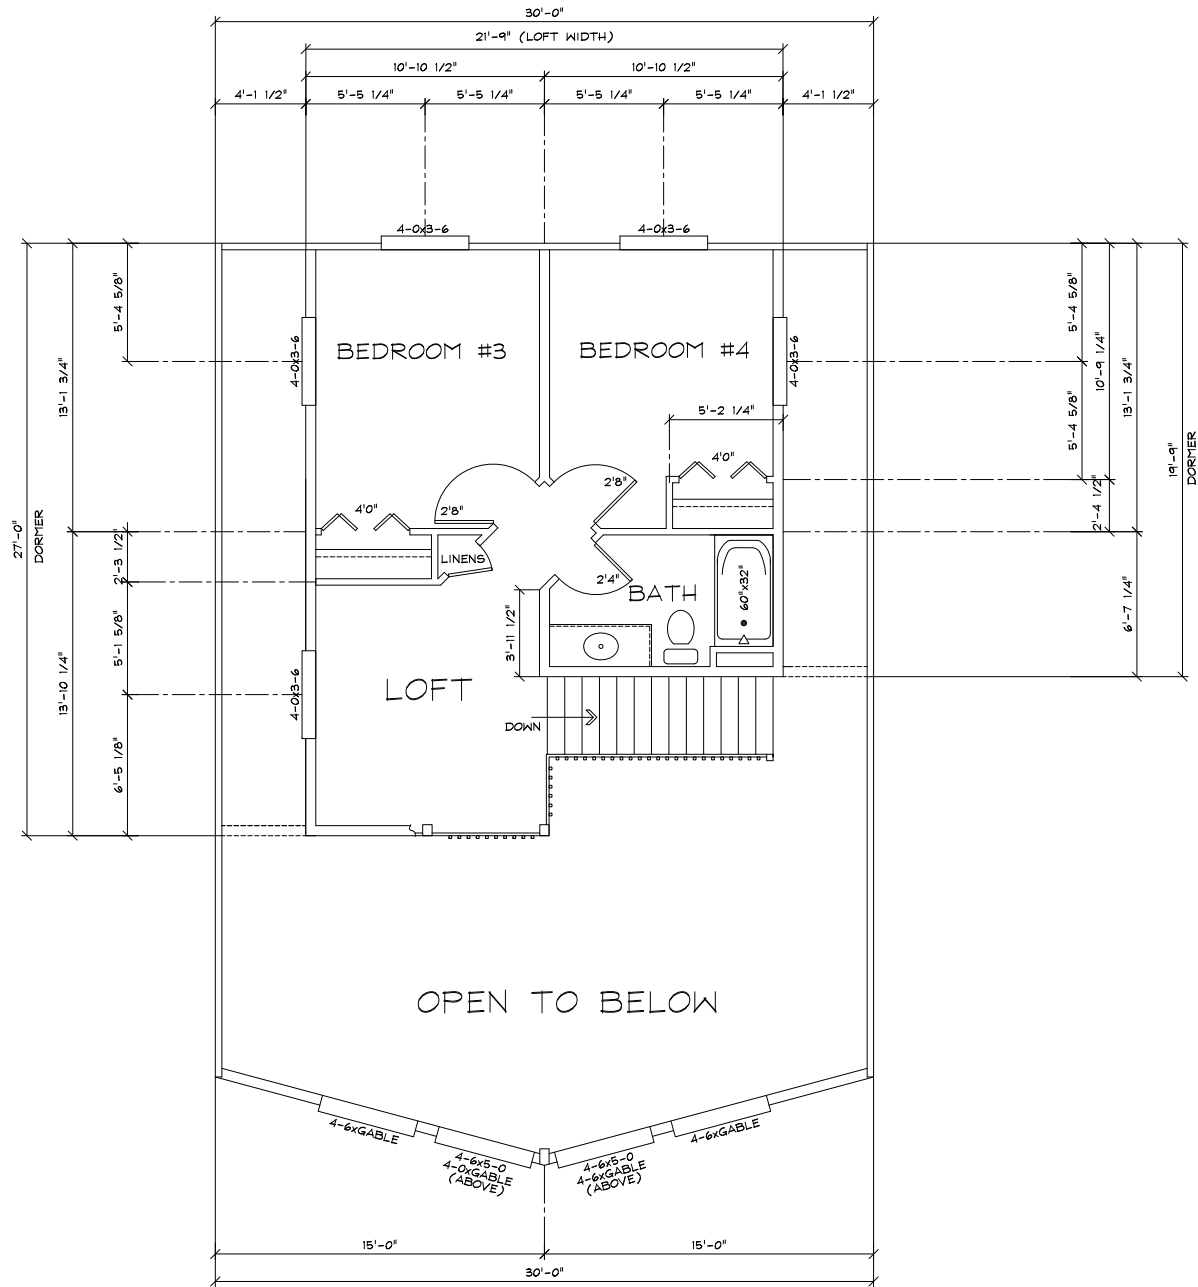 30'-0"
21'-9" (LOFT WIDTH)
10'-10 1/2"
10'-10 1/2"
4'-1 1/2"
5'-5 1/4"
5'-5 1/4"
5'-5 1/4"
5'-5 1/4"
4'-1 1/2"
4-0x3-6
4-0x3-6
5'-4 5/8"
5'-4 5/8"
10'-9 1/4"
13'-1 3/4"
13'-1 3/4"
4-0x3-6
BEDROOM #3
BEDROOM #4
4-0x3-6
5'-4 5/8"
5'-2 1/4"
19'-9"
DORMER
4'0"
2'8"
2'-4 1/2"
4'0"
2'8"
27'-0"
DORMER
2'-3 1/2"
LINENS
2'4"
BATH
60"x32"
6'-7 1/4"
3'-11 1/2"
5'-1 5/8"
13'-10 1/4"
4-0x3-6
LOFT
DOWN
6'-5 1/8"
OPEN TO BELOW
4-6xGABLE
4-6xGABLE
4-6x5-0
4-0xGABLE
(ABOVE)
4-6x5-0
4-6xGABLE
(ABOVE)
15'-0"
15'-0"
30'-0"